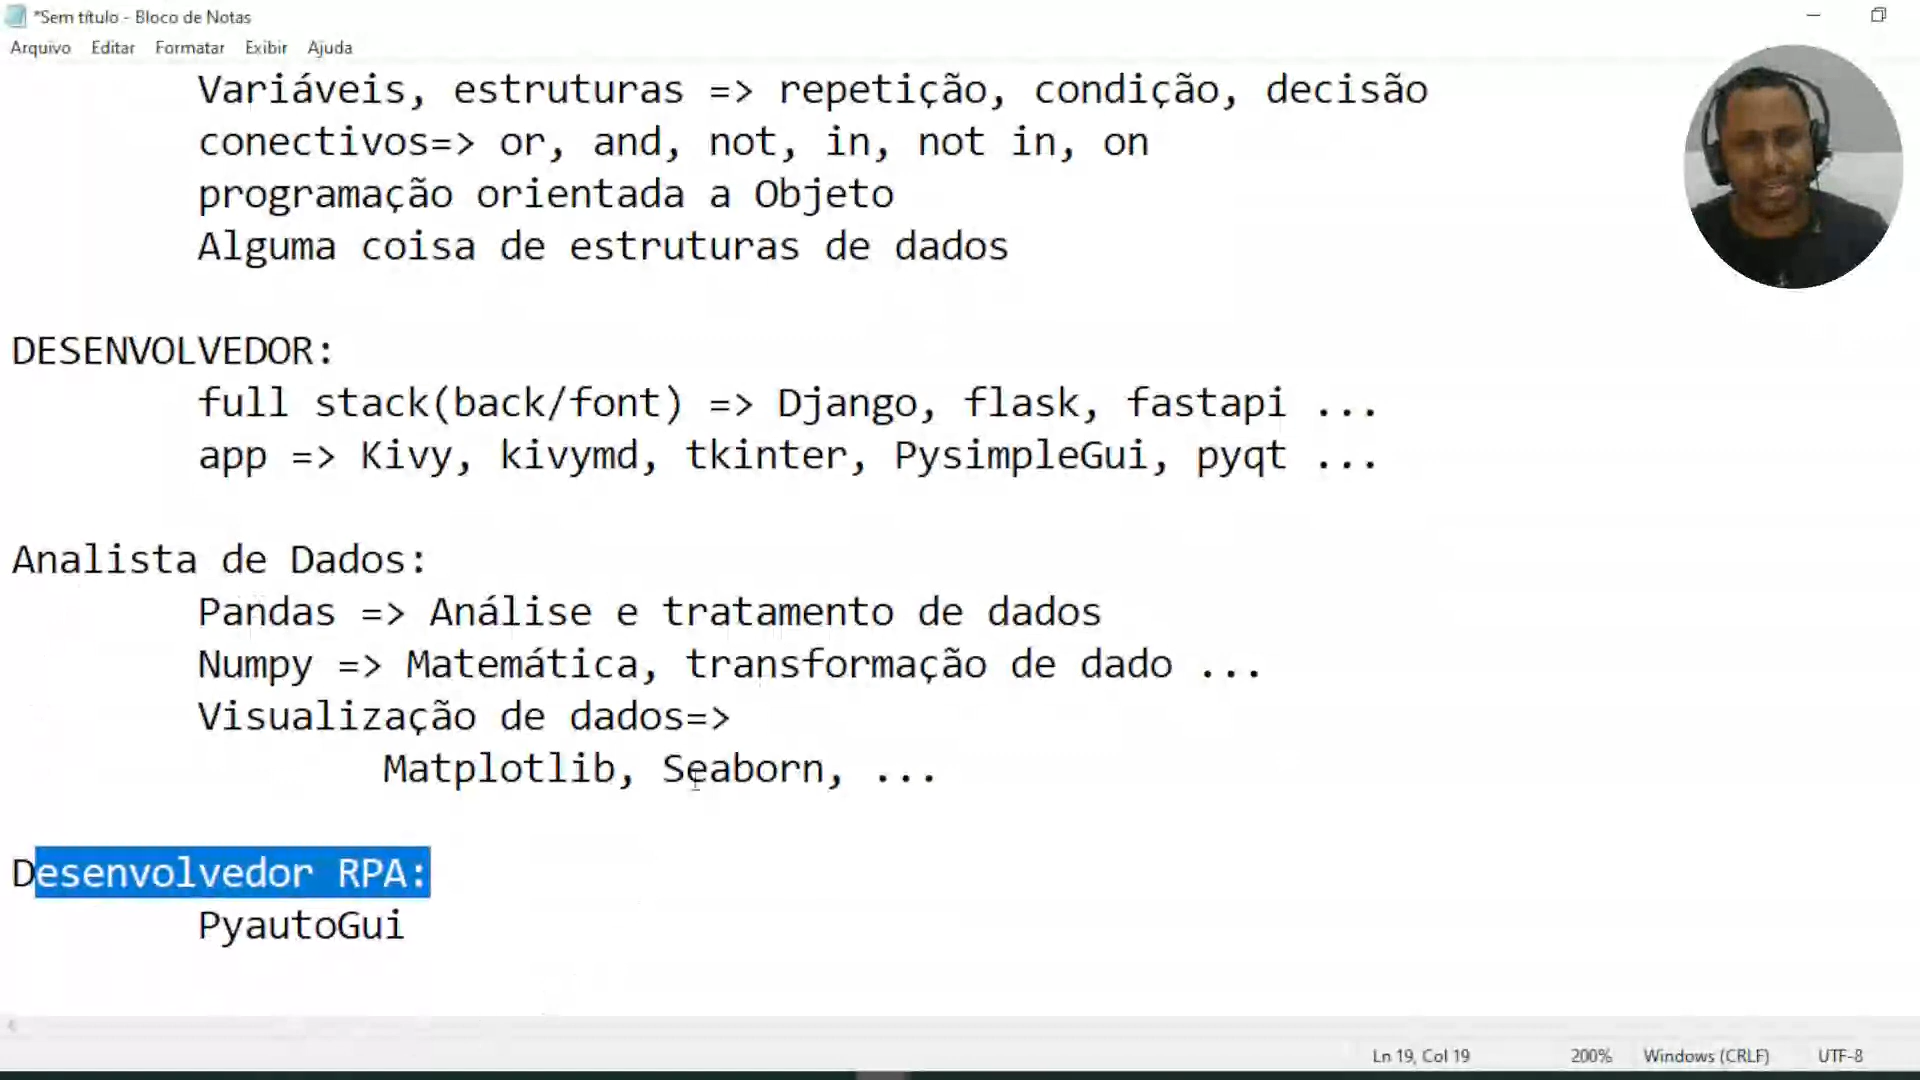 *Sem título - Bloco de Notas
Arquivo Editar Formatar Exibir Ajuda
Variáveis, estruturas => repetição, condição, decisão
conectivos=> or, and, not, in, not in, on
programação orientada a Objeto
Alguma coisa de estruturas de dados
DESENVOLVEDOR:
full stack(back/font) => Django, flask, fastapi ...
app => Kivy, kivymd, tkinter, PysimpleGui, pyqt ...
Analista de Dados:
Pandas => Análise e tratamento de dados
Numpy => Matemática, transformação de dado ...
Visualização de dados=>
Matplotlib, Seaborn, ...
Desenvolvedor RPA:
PyautoGui
Ln 19, Col 19 200% Windows (CRLF) UTF-8